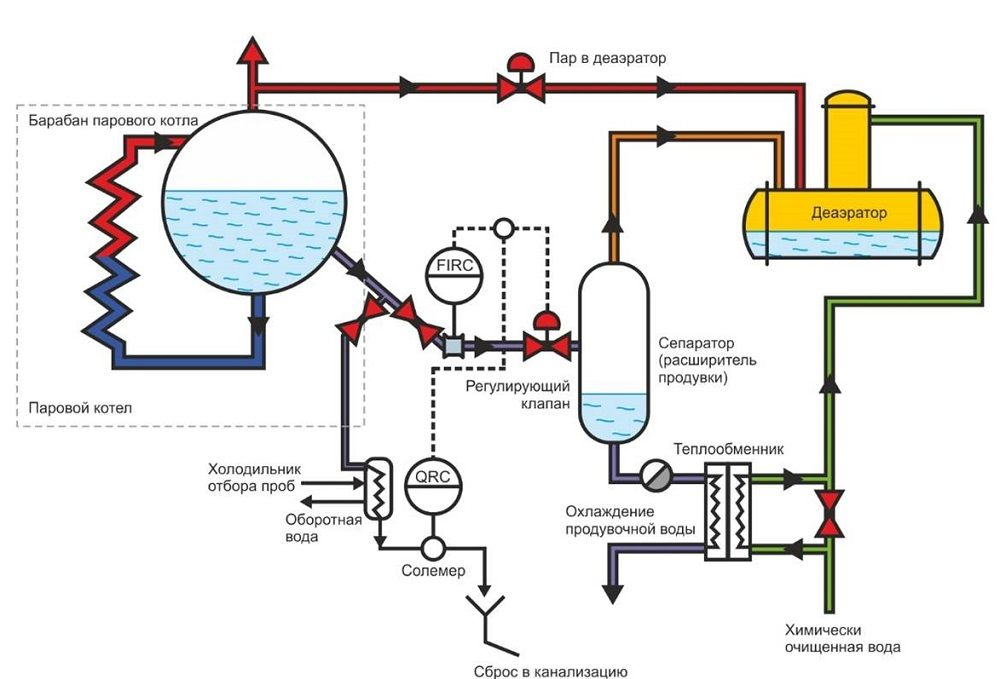 Пар в деаэратор
Барабан парового котла
Деаэратор
FIRC
Сепаратор
(расширитель
продувки)
Регулирующий
клапан
Паровой котел
Теплообменник
Холодильник
отбора проб
QRC
Оборотная
вода
Охлаждение
продувочной воды
Солемер
Химически
очищенная вода
Сброс в канализацию